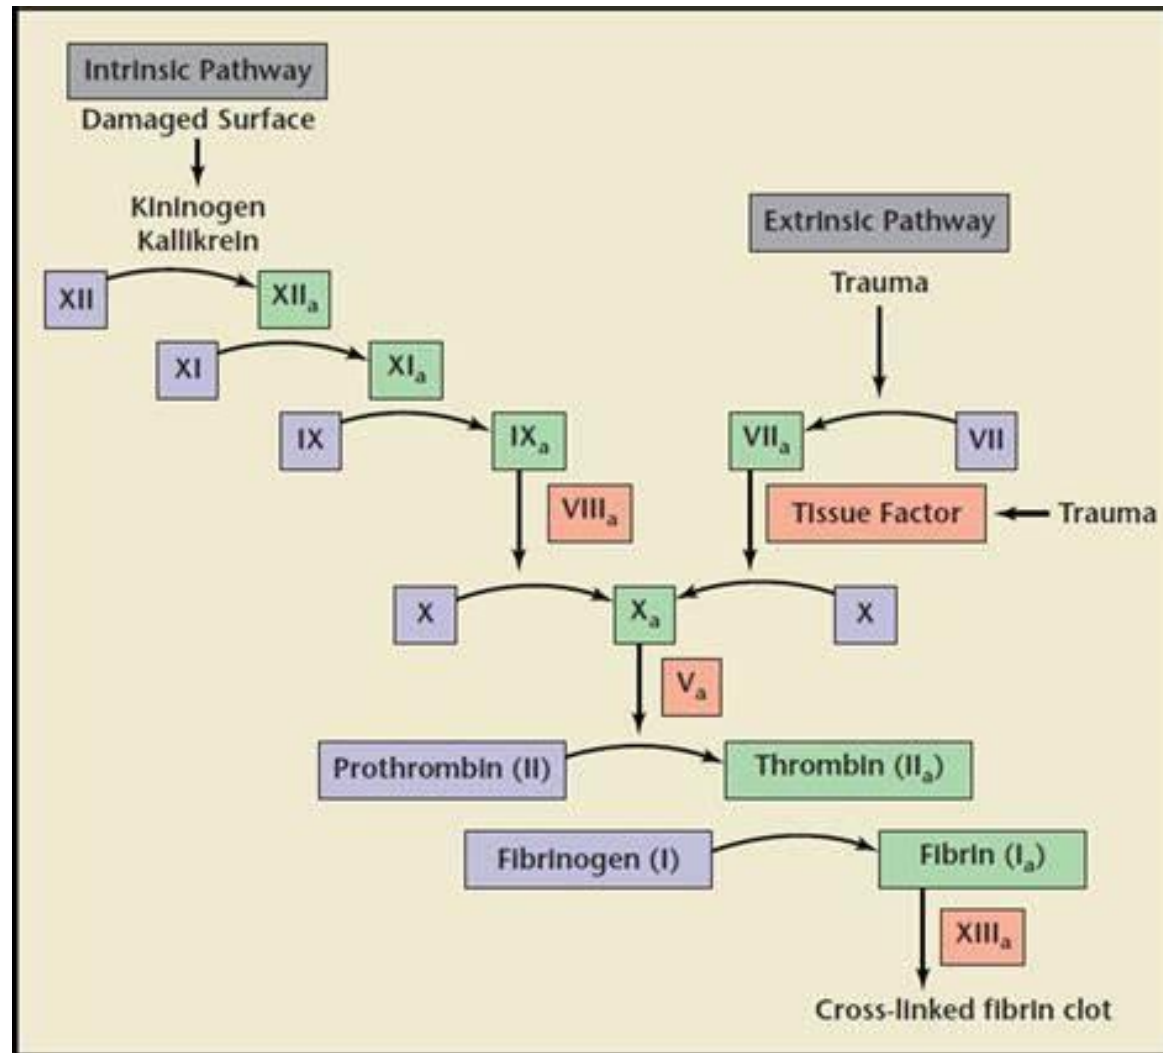 Intrinsic Pathway
Damaged Surface
Kininogen
Kallikrein
Extrinsic Pathway
Trauma
XII
XIIa
XI
XIa
IX
IXa
VIIa
VII
VIIIa
Tissue Factor
Trauma
X
Xa
X
Va
Prothrombin (II)
Thrombin (IIa)
Fibrinogen (I)
Fibrin (Ia)
XIIIa
Cross-linked fibrin clot